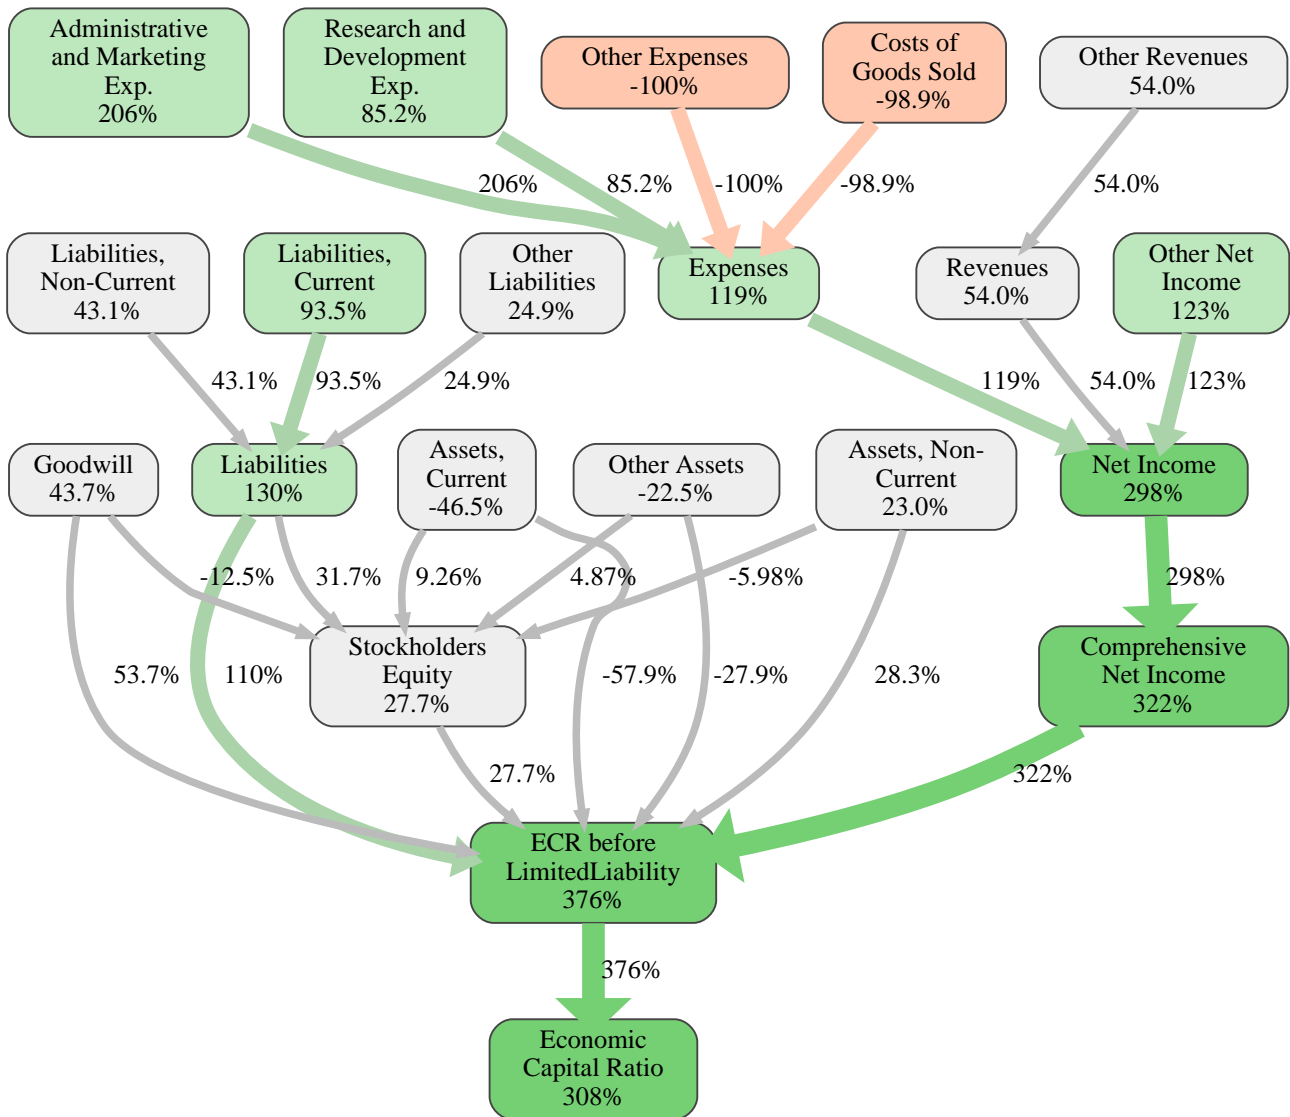 Administrative
and Marketing
Exp.
206%
Research and
Development
Exp.
85.2%
Other Expenses
-100%
Costs of
Goods Sold
-98.9%
Other Revenues
54.0%
206%
85.2%
-100%
-98.9%
54.0%
Liabilities,
Non-Current
43.1%
Liabilities,
Current
93.5%
Other
Liabilities
24.9%
Expenses
119%
Revenues
54.0%
Other Net
Income
123%
43.1%
93.5%
24.9%
119%
54.0%
123%
Goodwill
43.7%
Liabilities
130%
Assets,
Current
-46.5%
Other Assets
-22.5%
Assets, Non-
Current
23.0%
Net Income
298%
-12.5%
31.7%
9.26%
4.87%
-5.98%
298%
Stockholders
Equity
27.7%
Comprehensive
Net Income
322%
53.7%
110%
-57.9%
-27.9%
28.3%
27.7%
322%
ECR before
LimitedLiability
376%
376%
Economic
Capital Ratio
308%